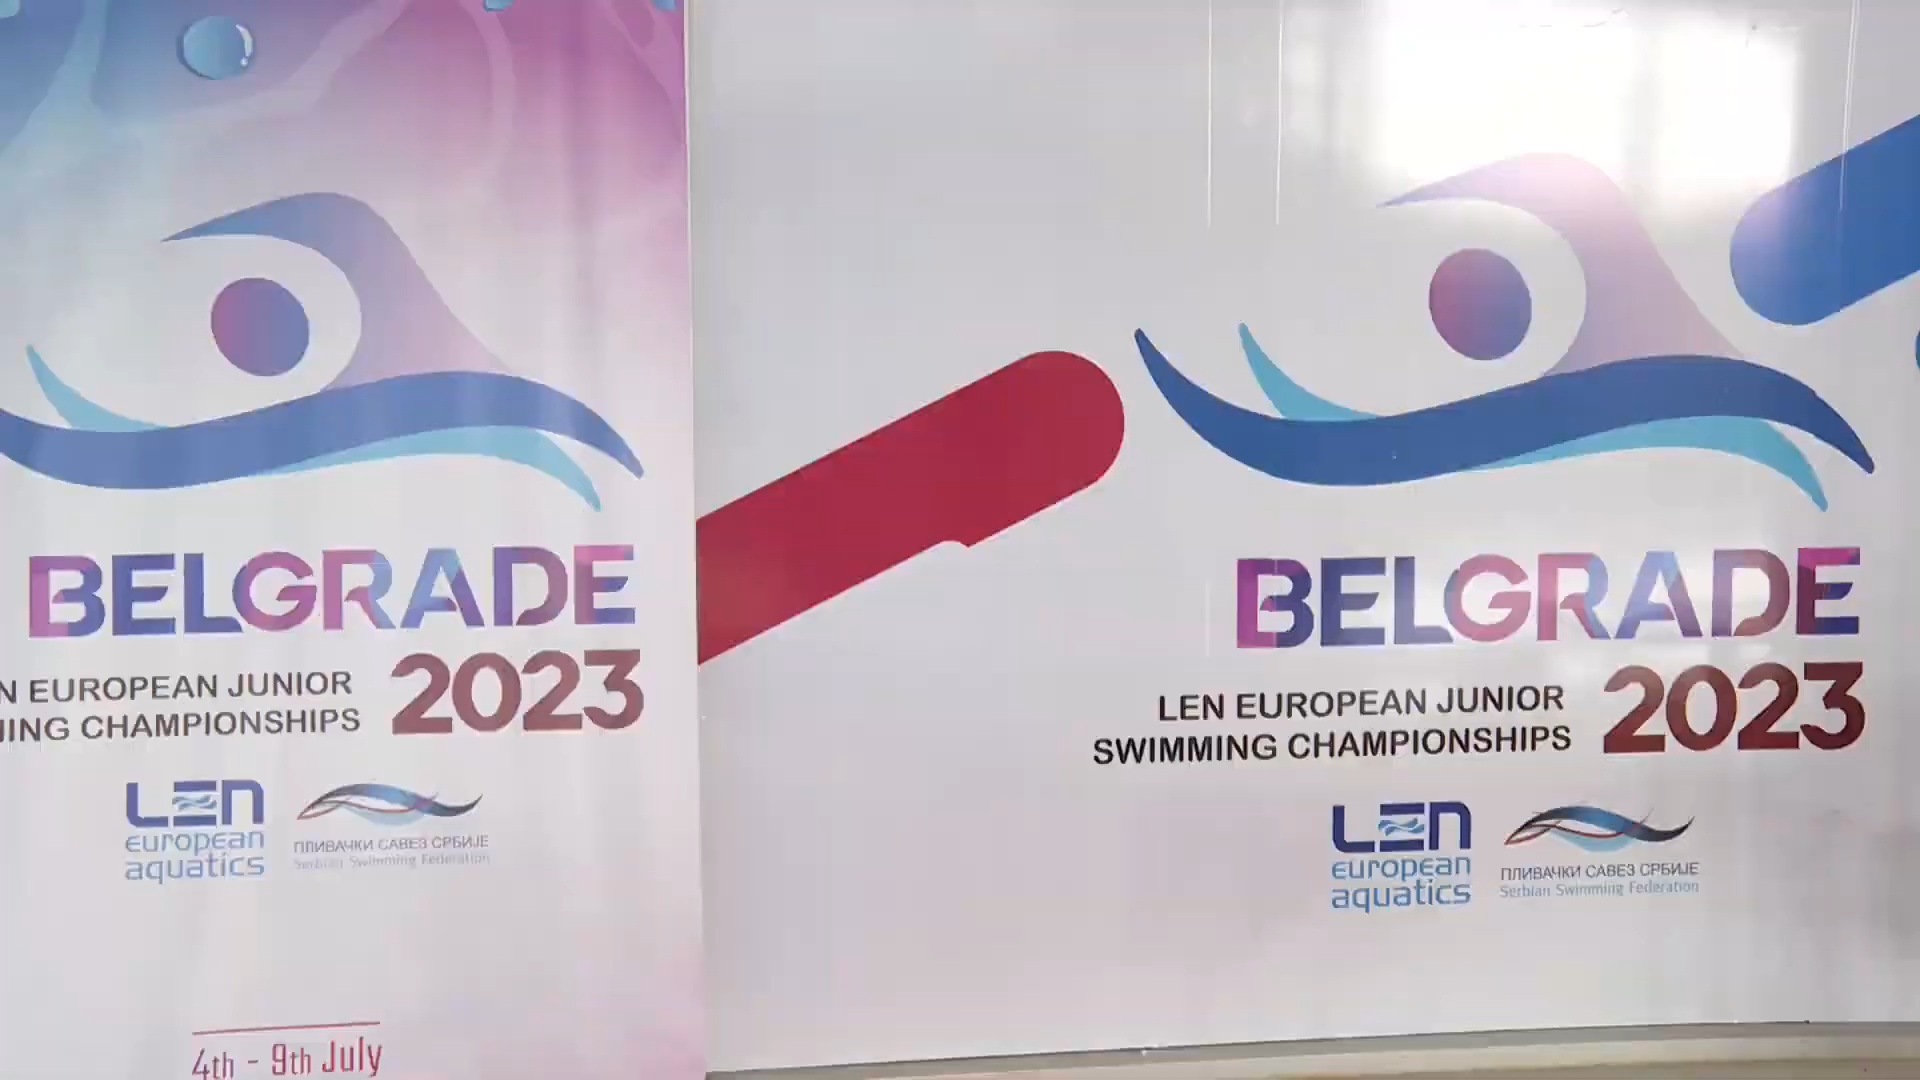 BELGRADE
N EUROPEAN JUNIOR
MING CHAMPIONSHIPS
2023
LEN
european
aquatics
ПЛИВАЧКИ САВЕЗ СРБИЈЕ
Serbian Swimming Federation
4th - 9th July
BELGRADE
LEN EUROPEAN JUNIOR
SWIMMING CHAMPIONSHIPS
2023
LEN
european
aquatics
ПЛИВАЧКИ САВЕЗ СРБИЈЕ
Serbian Swimming Federation